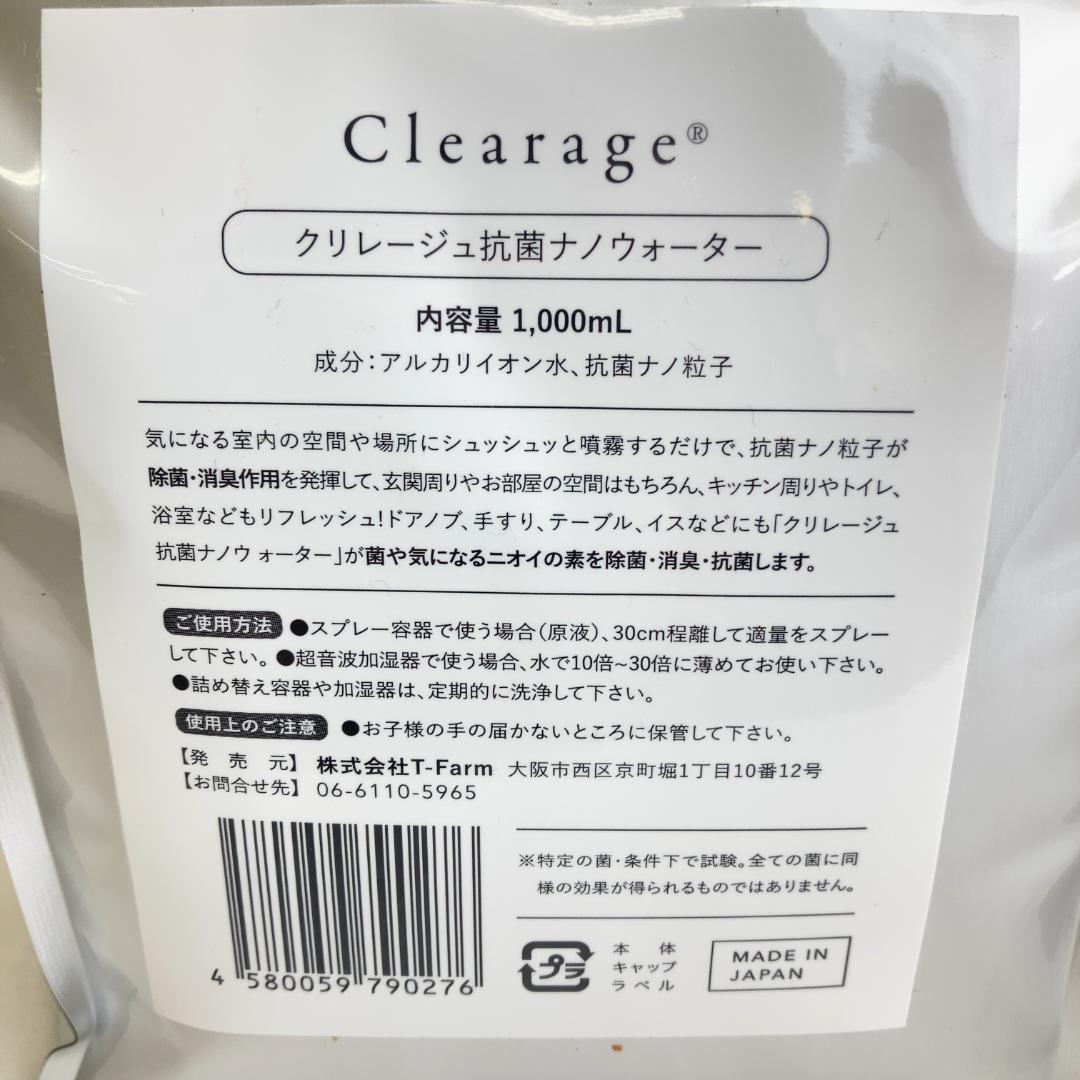 Clearage®
クリレージュ抗菌ナノウォーター
内容量 1,000mL
成分：アルカリイオン水、抗菌ナノ粒子
気になる室内の空間や場所にシュッシュッと噴霧するだけで、抗菌ナノ粒子が
除菌・消臭作用を発揮して、玄関周りやお部屋の空間はもちろん、キッチン周りやトイレ、
浴室などもリフレッシュ!ドアノブ、手すり、テーブル、イスなどにも「クリレージュ
抗菌ナノウ ォーター」が菌や気になるニオイの素を除菌・消臭・抗菌します。
ご使用方法 ●スプレー容器で使う場合（原液）、30cm程離して適量をスプレー
して下さい。●超音波加湿器で使う場合、水で10倍~30倍に薄めてお使い下さい。
●詰め替え容器や加湿器は、定期的に洗浄して下さい。
使用上のご注意 ●お子様の手の届かないところに保管して下さい。
【発 売 元】 株式会社T-Farm 大阪市西区京町堀1丁目10番12号
【お問合せ先】 06-6110-5965
※特定の菌・条件下で試験。全ての菌に同
様の効果が得られるものではありません。
4 580059 790276
プラ
本 体
キャップ
ラベル
MADE IN
JAPAN